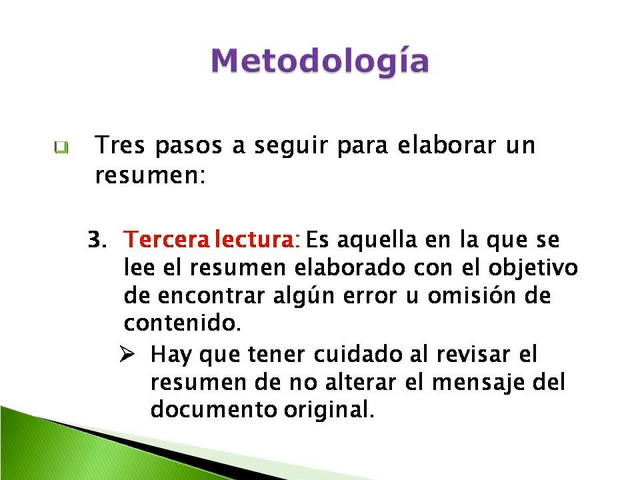 Metodología
Tres pasos a seguir para elaborar un
resumen:
3. Tercera lectura: Es aquella en la que se
lee el resumen elaborado con el objetivo
de encontrar algún error u omisión de
contenido.
Hay que tener cuidado al revisar el
resumen de no alterar el mensaje del
documento original.